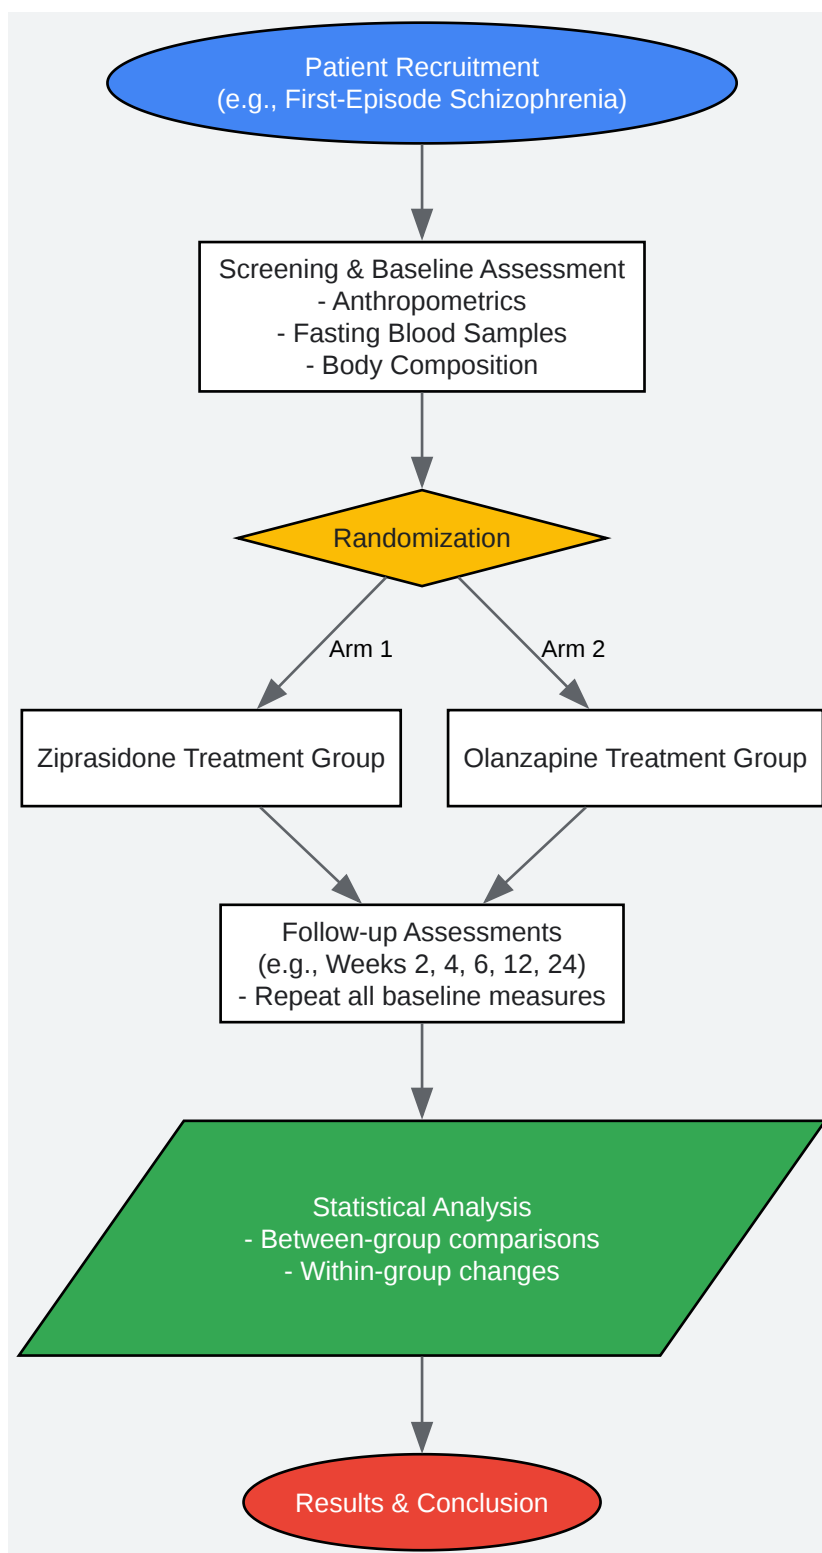 Patient Recruitment
(e.g., First-Episode Schizophrenia)
Screening & Baseline Assessment
- Anthropometrics
- Fasting Blood Samples
- Body Composition
Randomization
Arm 1
Arm 2
Ziprasidone Treatment Group
Olanzapine Treatment Group
Follow-up Assessments
(e.g., Weeks 2, 4, 6, 12, 24)
- Repeat all baseline measures
Statistical Analysis
- Between-group comparisons
- Within-group changes
Results & Conclusion